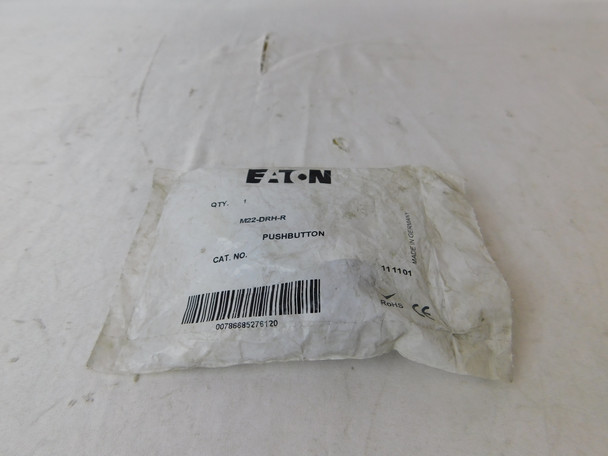 EATON
QTY. 1
M22-DRH-R
PUSHBUTTON
CAT. NO.
MADE IN GERMANY
111101
RoHS CE
00786685276120